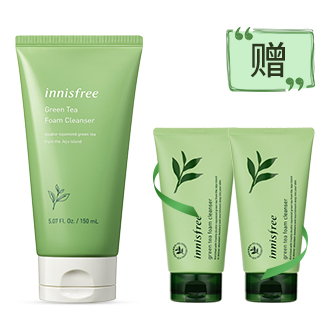 innisfree
Green Tea
Foam Cleanser
5.07 Fl. Oz. / 150 mL
赠
innisfree
green tea foam cleanser
innisfree
green tea foam cleanser